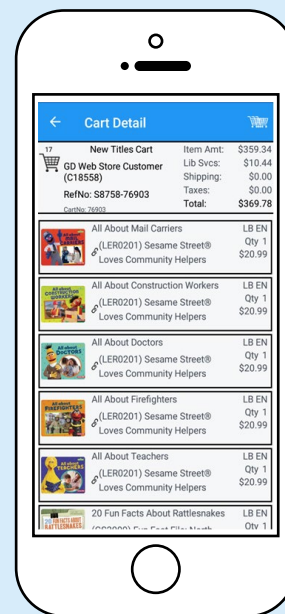 Cart Detail
17
New Titles Cart
GD Web Store Customer
(C18558)
RefNo: S8758-76903
CartNo: 76903
Item Amt: $359.34
Lib Svcs: $10.44
Shipping: $0.00
Taxes: $0.00
Total: $369.78
All About Mail Carriers LB EN
(LER0201) Sesame Street® Qty 1
Loves Community Helpers $20.99
All About Construction Workers LB EN
(LER0201) Sesame Street® Qty 1
Loves Community Helpers $20.99
All About Doctors LB EN
(LER0201) Sesame Street® Qty 1
Loves Community Helpers $20.99
All About Firefighters LB EN
(LER0201) Sesame Street® Qty 1
Loves Community Helpers $20.99
All About Teachers LB EN
(LER0201) Sesame Street® Qty 1
Loves Community Helpers $20.99
20 Fun Facts About Rattlesnakes LB EN
Qty 1